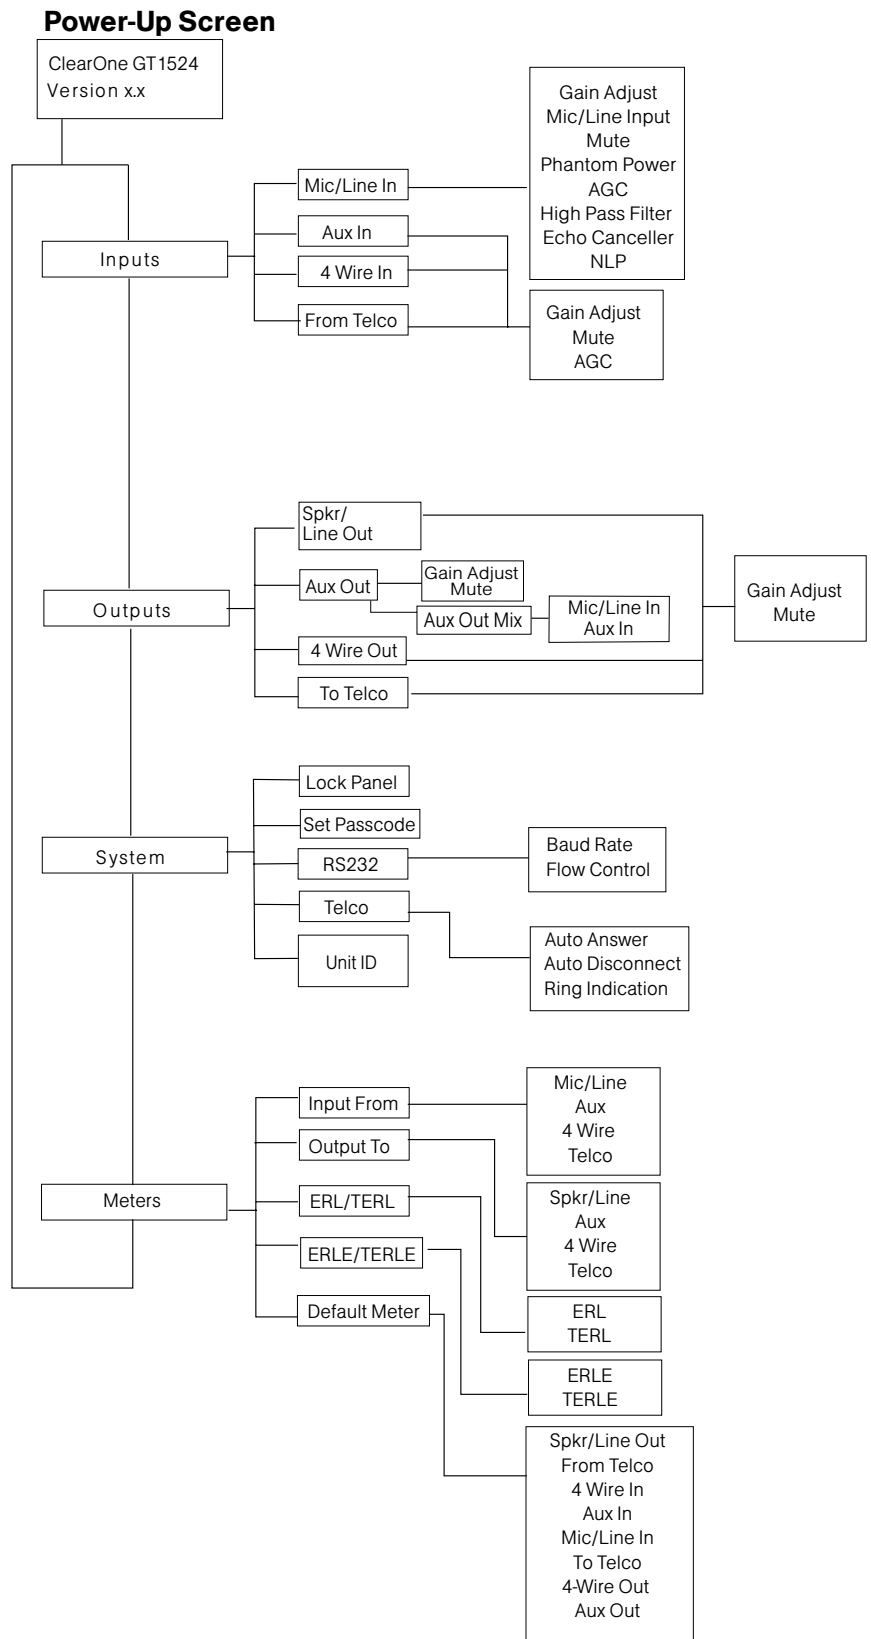 Power-Up Screen
ClearOne GT1524
Version x.x
Inputs
Mic/Line In
Aux In
4 Wire In
From Telco
Gain Adjust
Mic/Line Input
Mute
Phantom Power
AGC
High Pass Filter
Echo Canceller
NLP
Gain Adjust
Mute
AGC
Outputs
Spkr/
Line Out
Aux Out
Gain Adjust
Mute
Aux Out Mix
Mic/Line In
Aux In
4 Wire Out
To Telco
Gain Adjust
Mute
System
Lock Panel
Set Passcode
RS232
Telco
Unit ID
Baud Rate
Flow Control
Auto Answer
Auto Disconnect
Ring Indication
Meters
Input From
Output To
ERL/TERL
ERLE/TERLE
Default Meter
Mic/Line
Aux
4 Wire
Telco
Spkr/Line
Aux
4 Wire
Telco
ERL
TERL
ERLE
TERLE
Spkr/Line Out
From Telco
4 Wire In
Aux In
Mic/Line In
To Telco
4-Wire Out
Aux Out